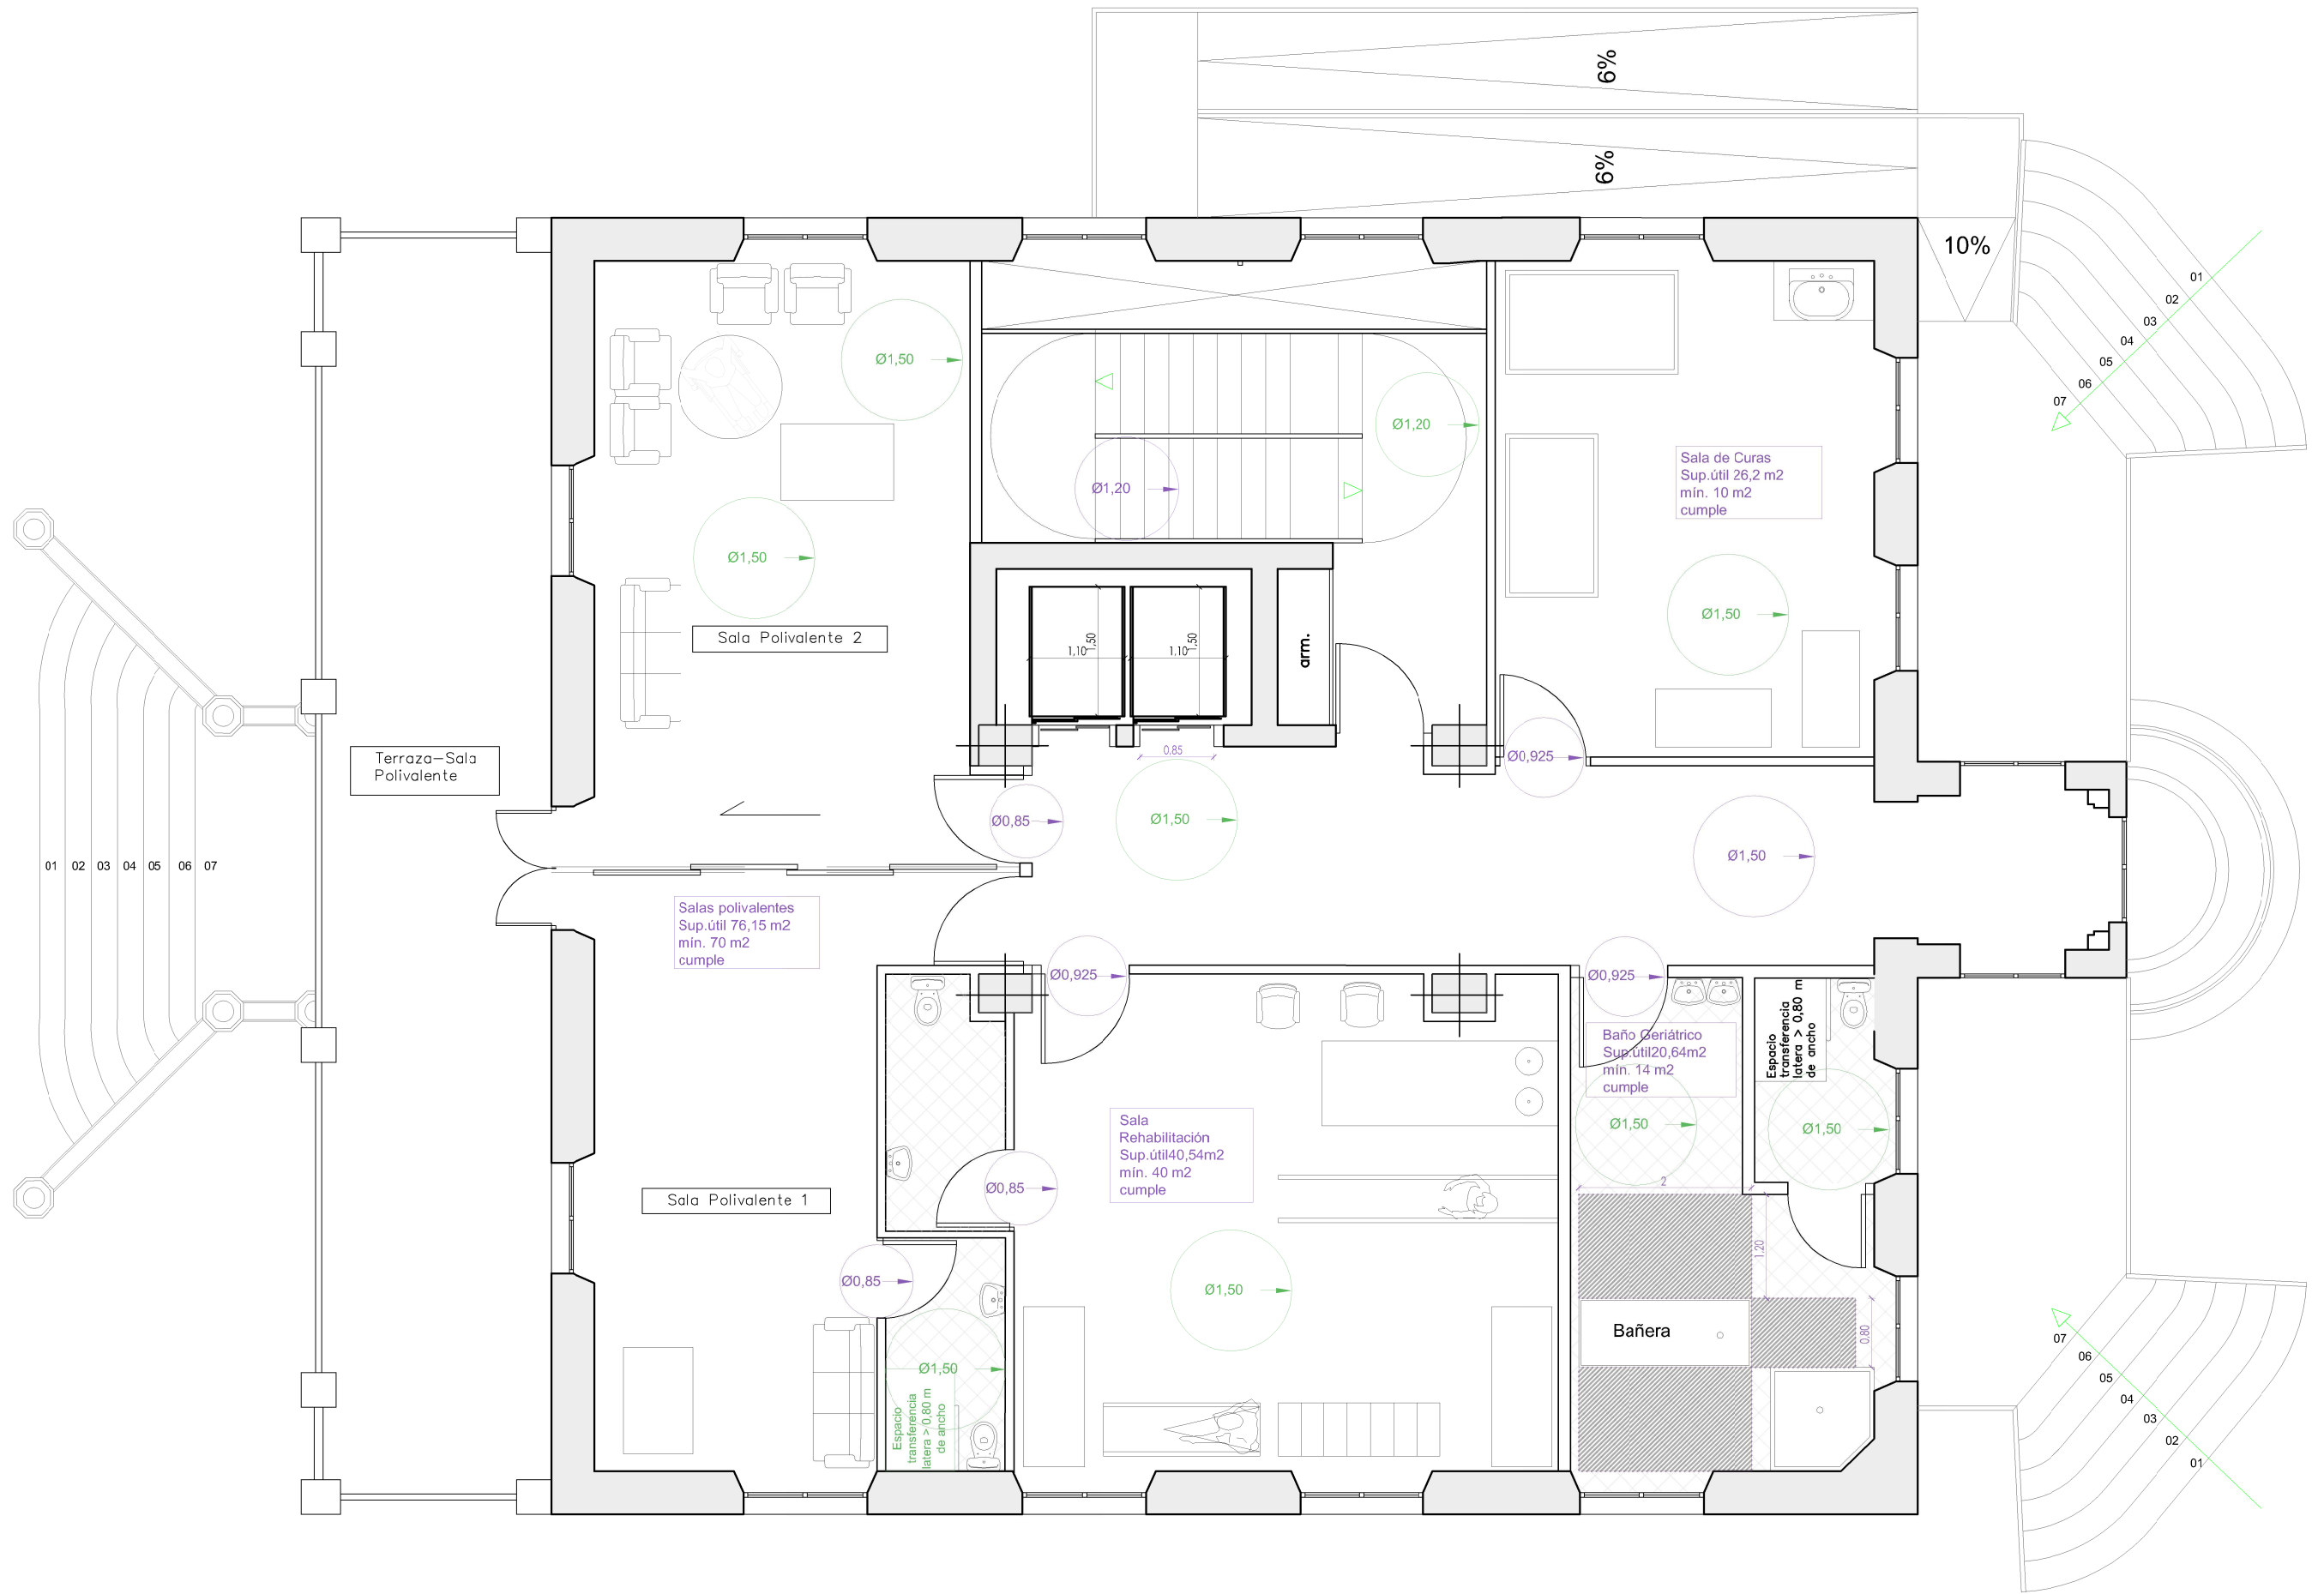 6%
6%
10%
01
02
03
04
05
06
07
Ø1,50
Ø1,20
Ø1,20
Sala de Curas
Sup.útil 26,2 m2
mín. 10 m2
cumple
Ø1,50
Ø1,50
Sala Polivalente 2
1,10
1,50
1,10
1,50
arm.
Terraza-Sala
Polivalente
0.85
Ø0,925
Ø0,85
Ø1,50
Ø1,50
01
02
03
04
05
06
07
Salas polivalentes
Sup.útil 76,15 m2
mín. 70 m2
cumple
Ø0,925
Ø0,925
Espacio
transferencia
latera > 0,80 m
de ancho
Baño Geriátrico
Sup.útil20,64m2
mín. 14 m2
cumple
Ø1,50
Ø1,50
Sala
Rehabilitación
Sup.útil40,54m2
mín. 40 m2
cumple
Ø0,85
Sala Polivalente 1
2
1,20
Ø0,85
Ø1,50
Bañera
0.80
Ø1,50
Espacio
transferencia
latera > 0,80 m
de ancho
07
06
05
04
03
02
01